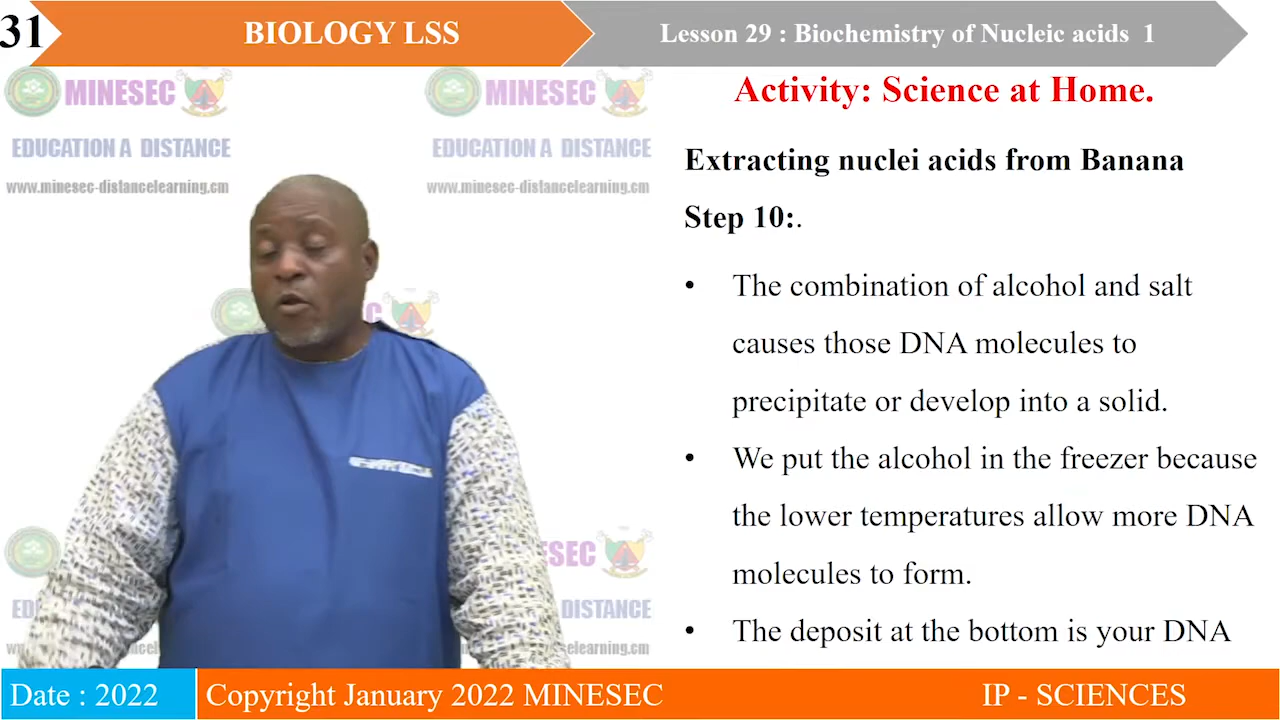 31
BIOLOGY LSS
Lesson 29 : Biochemistry of Nucleic acids 1
MINESEC
MINESEC
EDUCATION A DISTANCE
EDUCATION A DISTANCE
www.minesec-distancelearning.cm
www.minesec-distancelearning.cm
Activity: Science at Home.
Extracting nuclei acids from Banana
Step 10:.
• The combination of alcohol and salt
causes those DNA molecules to
precipitate or develop into a solid.
• We put the alcohol in the freezer because
the lower temperatures allow more DNA
molecules to form.
• The deposit at the bottom is your DNA
DISTANCE
Date : 2022
Copyright January 2022 MINESEC
IP - SCIENCES